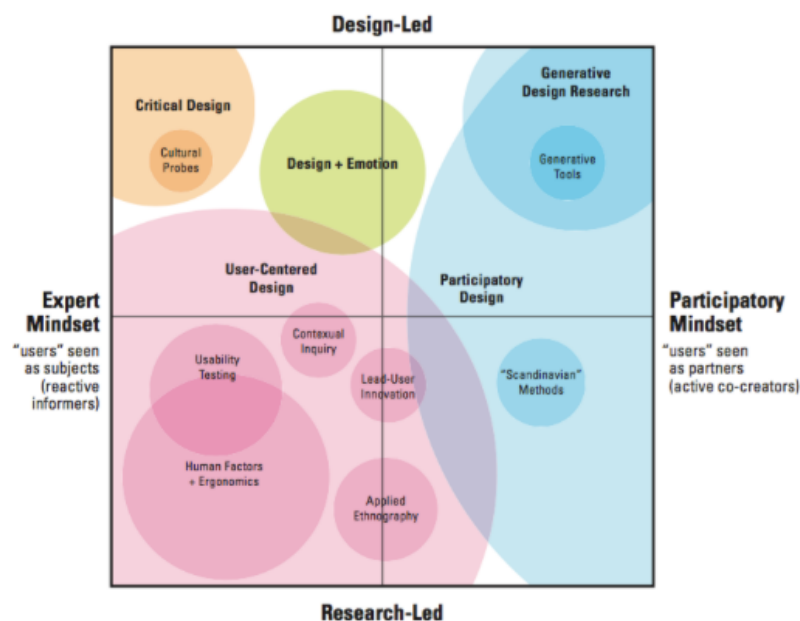 Design-Led
Generative
Design Research
Critical Design
Cultural
Probes
Design + Emotion
Generative
Tools
User-Centered
Design
Participatory
Design
Expert
Mindset
"users" seen
as subjects
(reactive
informers)
Participatory
Mindset
"users" seen
as partners
(active co-creators)
Contexual
Inquiry
Usability
Testing
Lead-User
Innovation
"Scandinavian"
Methods
Human Factors
+ Ergonomics
Applied
Ethnography
Research-Led